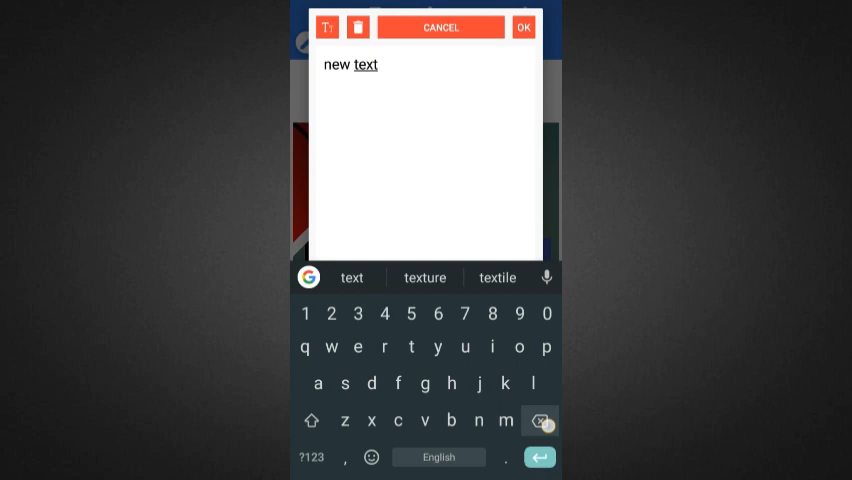 TT CANCEL OK
new text
G text texture textile
1 2 3 4 5 6 7 8 9 0
q w e r t y u i o p
a s d f g h j k l
z x c v b n m
?123 , English .